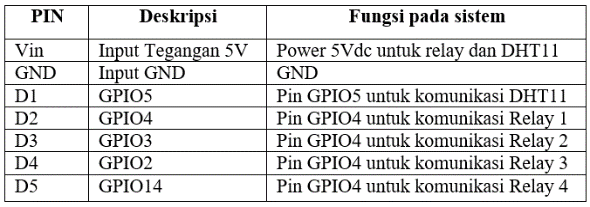 PIN Deskripsi Fungsi pada sistem
Vin Input Tegangan 5V Power 5Vdc untuk relay dan DHT11
GND Input GND GND
D1 GPIO5 Pin GPIO5 untuk komunikasi DHT11
D2 GPIO4 Pin GPIO4 untuk komunikasi Relay 1
D3 GPIO3 Pin GPIO4 untuk komunikasi Relay 2
D4 GPIO2 Pin GPIO4 untuk komunikasi Relay 3
D5 GPIO14 Pin GPIO4 untuk komunikasi Relay 4